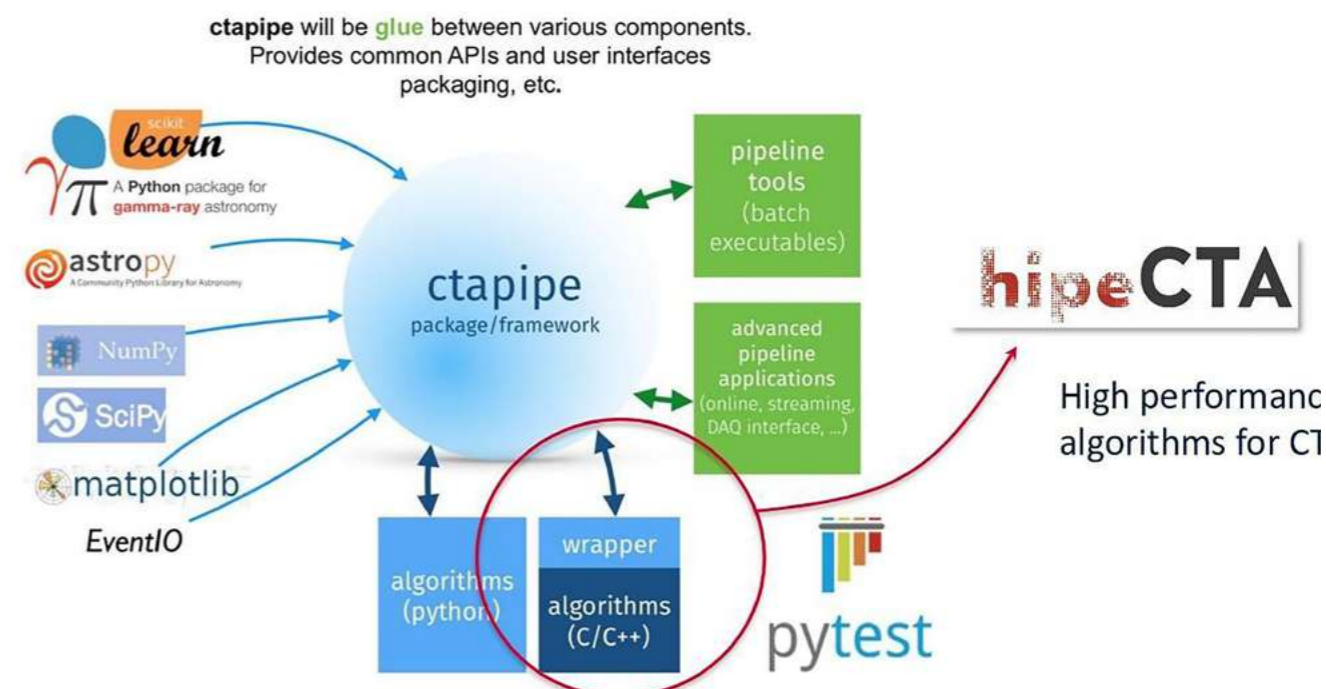 ctapipe will be glue between various components.
Provides common APIs and user interfaces
packaging, etc.
scikit
learn
γπ
A Python package for
gamma-ray astronomy
astropy
A Community Python Library for Astronomy
NumPy
SciPy
matplotlib
EventIO
ctapipe
package/framework
pipeline
tools
(batch
executables)
advanced
pipeline
applications
(online, streaming,
DAQ interface, ...)
algorithms
(python)
wrapper
algorithms
(C/C++)
pytest
hipeCTA
High performanc
algorithms for CT